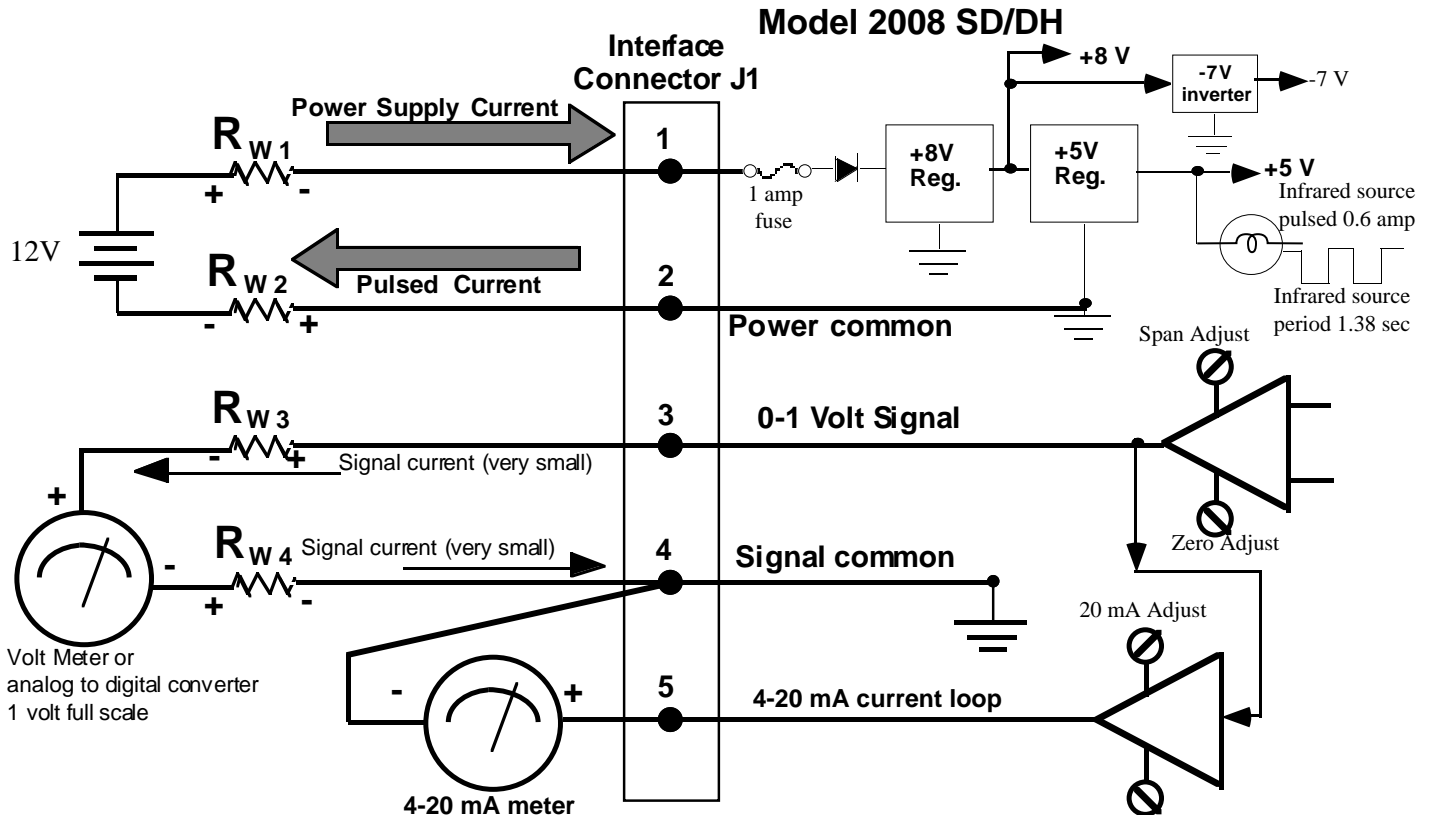 Model 2008 SD/DH
Interface
Connector J1
+8 V
-7V
inverter
-7 V
Power Supply Current
1
R W 1
+
-
+8V
Reg.
+5V
Reg.
+5 V
1 amp
fuse
Infrared source
pulsed 0.6 amp
12V
R W 2
Pulsed Current
2
-
+
Power common
Infrared source
period 1.38 sec
Span Adjust
R W 3
3
0-1 Volt Signal
-
+
Signal current (very small)
+
R W 4
Signal current (very small)
4
Signal common
Zero Adjust
-
+
-
20 mA Adjust
Volt Meter or
analog to digital converter
1 volt full scale
-
+
5
4-20 mA current loop
4-20 mA meter